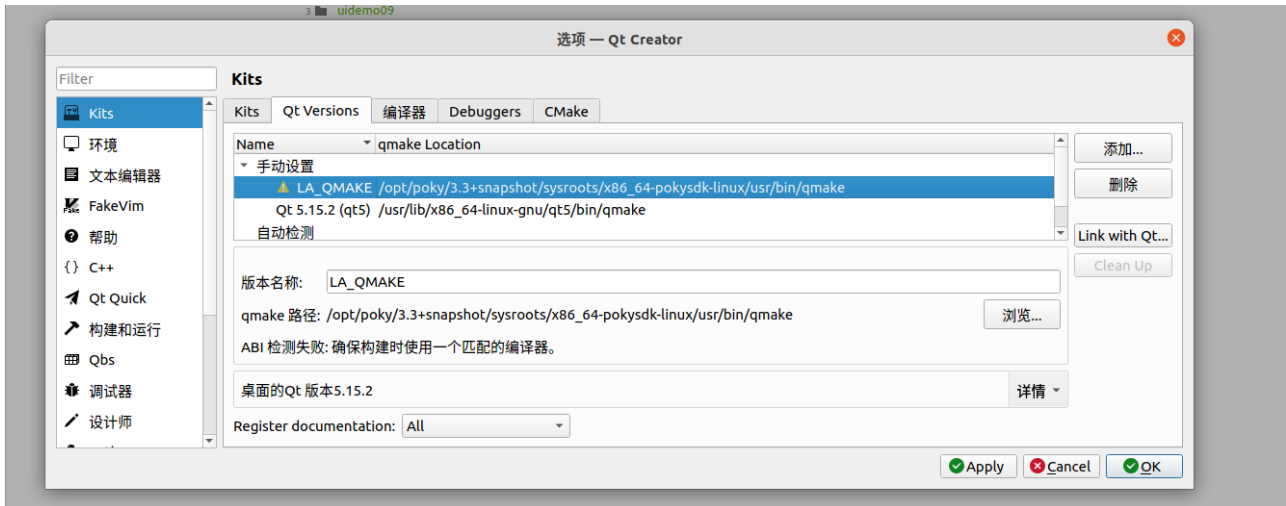 3 uidemo09
选项 — Qt Creator
Filter
Kits
环境
文本编辑器
FakeVim
帮助
{} C++
Qt Quick
构建和运行
Qbs
调试器
设计师
Kits
Kits Qt Versions 编译器 Debuggers CMake
Name qmake Location
手动设置
LA_QMAKE /opt/poky/3.3+snapshot/sysroots/x86_64-pokysdk-linux/usr/bin/qmake
Qt 5.15.2 (qt5) /usr/lib/x86_64-linux-gnu/qt5/bin/qmake
自动检测
添加...
删除
Link with Qt...
Clean Up
版本名称: LA_QMAKE
qmake 路径: /opt/poky/3.3+snapshot/sysroots/x86_64-pokysdk-linux/usr/bin/qmake 浏览...
ABI 检测失败: 确保构建时使用一个匹配的编译器。
桌面的Qt 版本5.15.2 详情
Register documentation: All
Apply Cancel OK